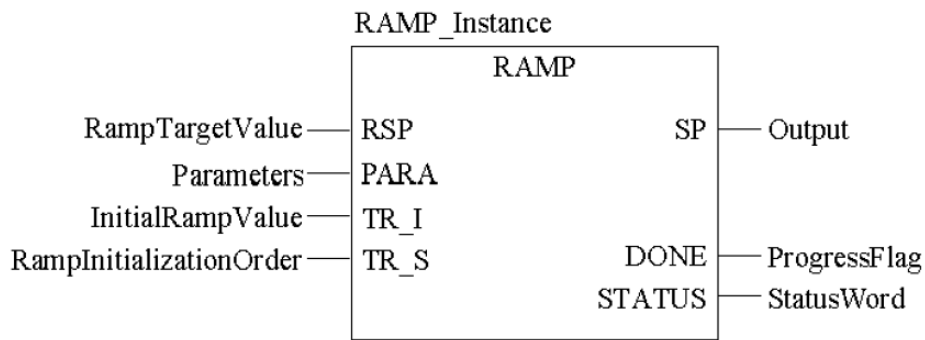 RAMP_Instance
RAMP
RampTargetValue RSP SP Output
Parameters PARA
InitialRampValue TR_I
RampInitializationOrder TR_S DONE ProgressFlag
STATUS StatusWord